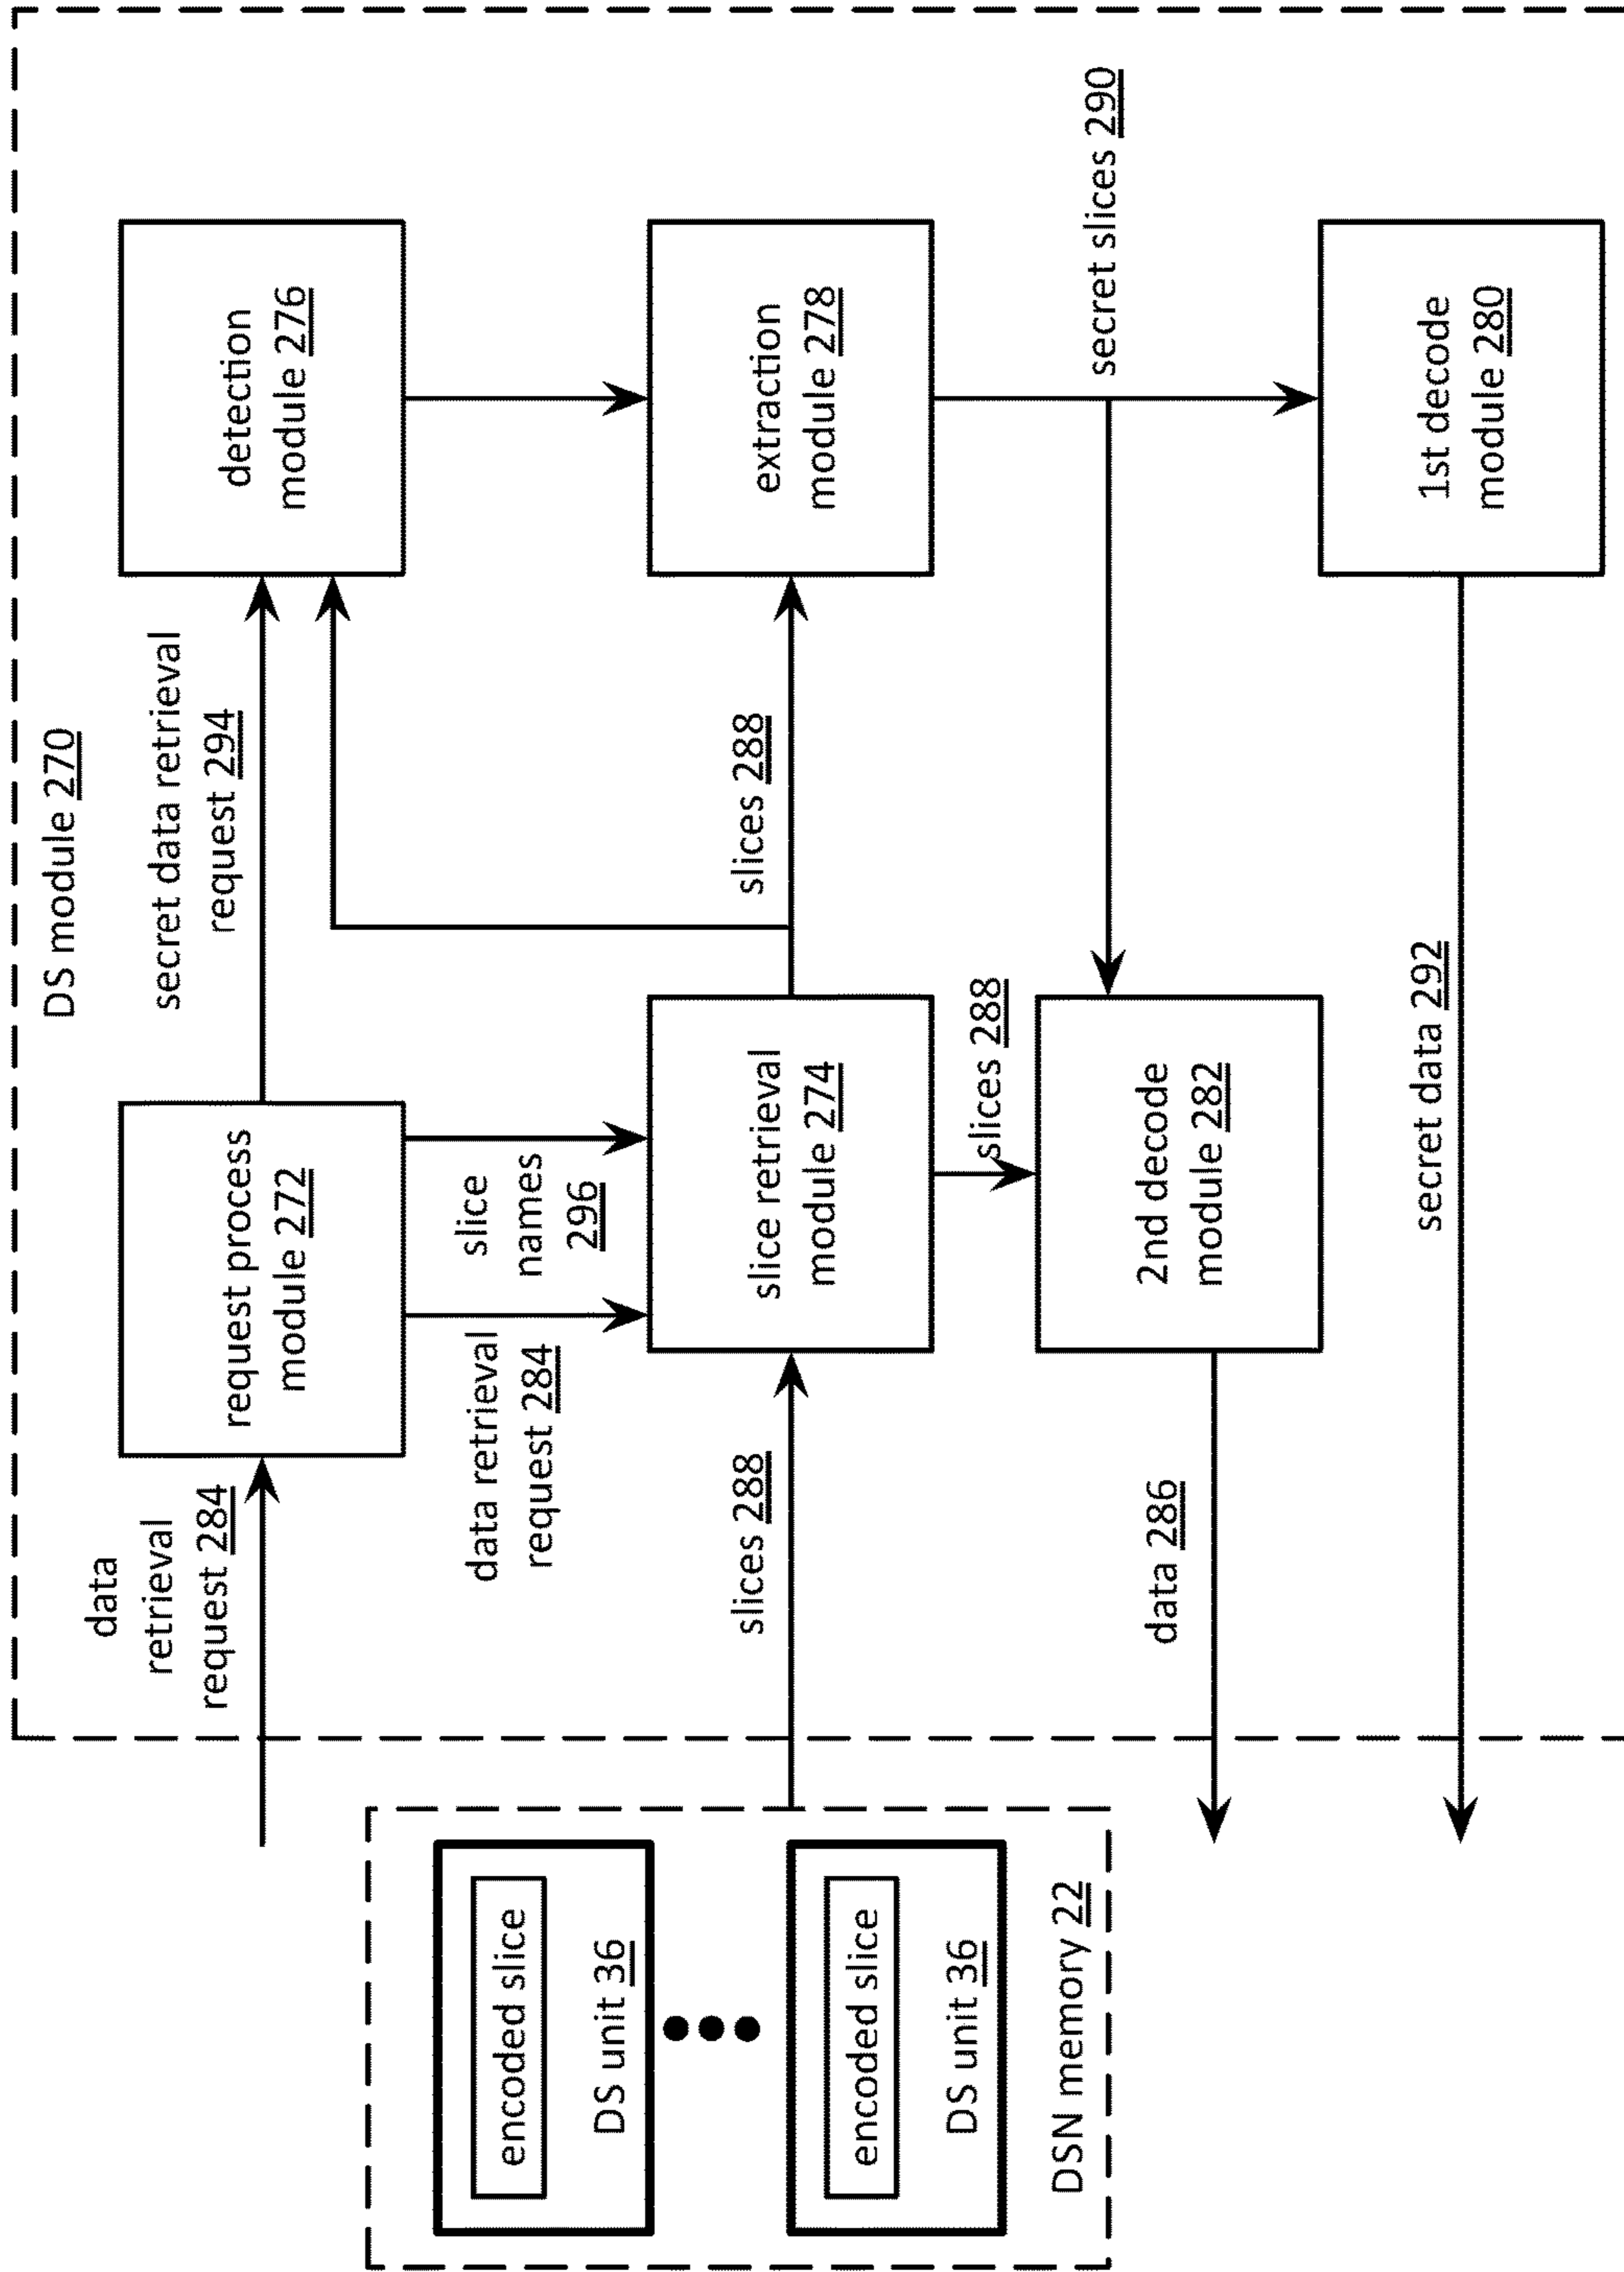 DS module 270
data
retrieval
request 284
request process
module 272
secret data retrieval
request 294
detection
module 276
data retrieval
request 284
slice
names
296
encoded slice
DS unit 36
encoded slice
DS unit 36
DSN memory 22
slices 288
slice retrieval
module 274
slices 288
extraction
module 278
slices 288
secret slices 290
data 286
2nd decode
module 282
secret data 292
1st decode
module 280